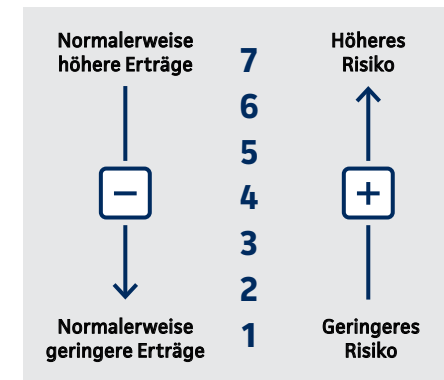 Normalerweise
höhere Erträge
7
6
5
4
3
2
1
Höheres
Risiko
−
+
Normalerweise
geringere Erträge
Geringeres
Risiko